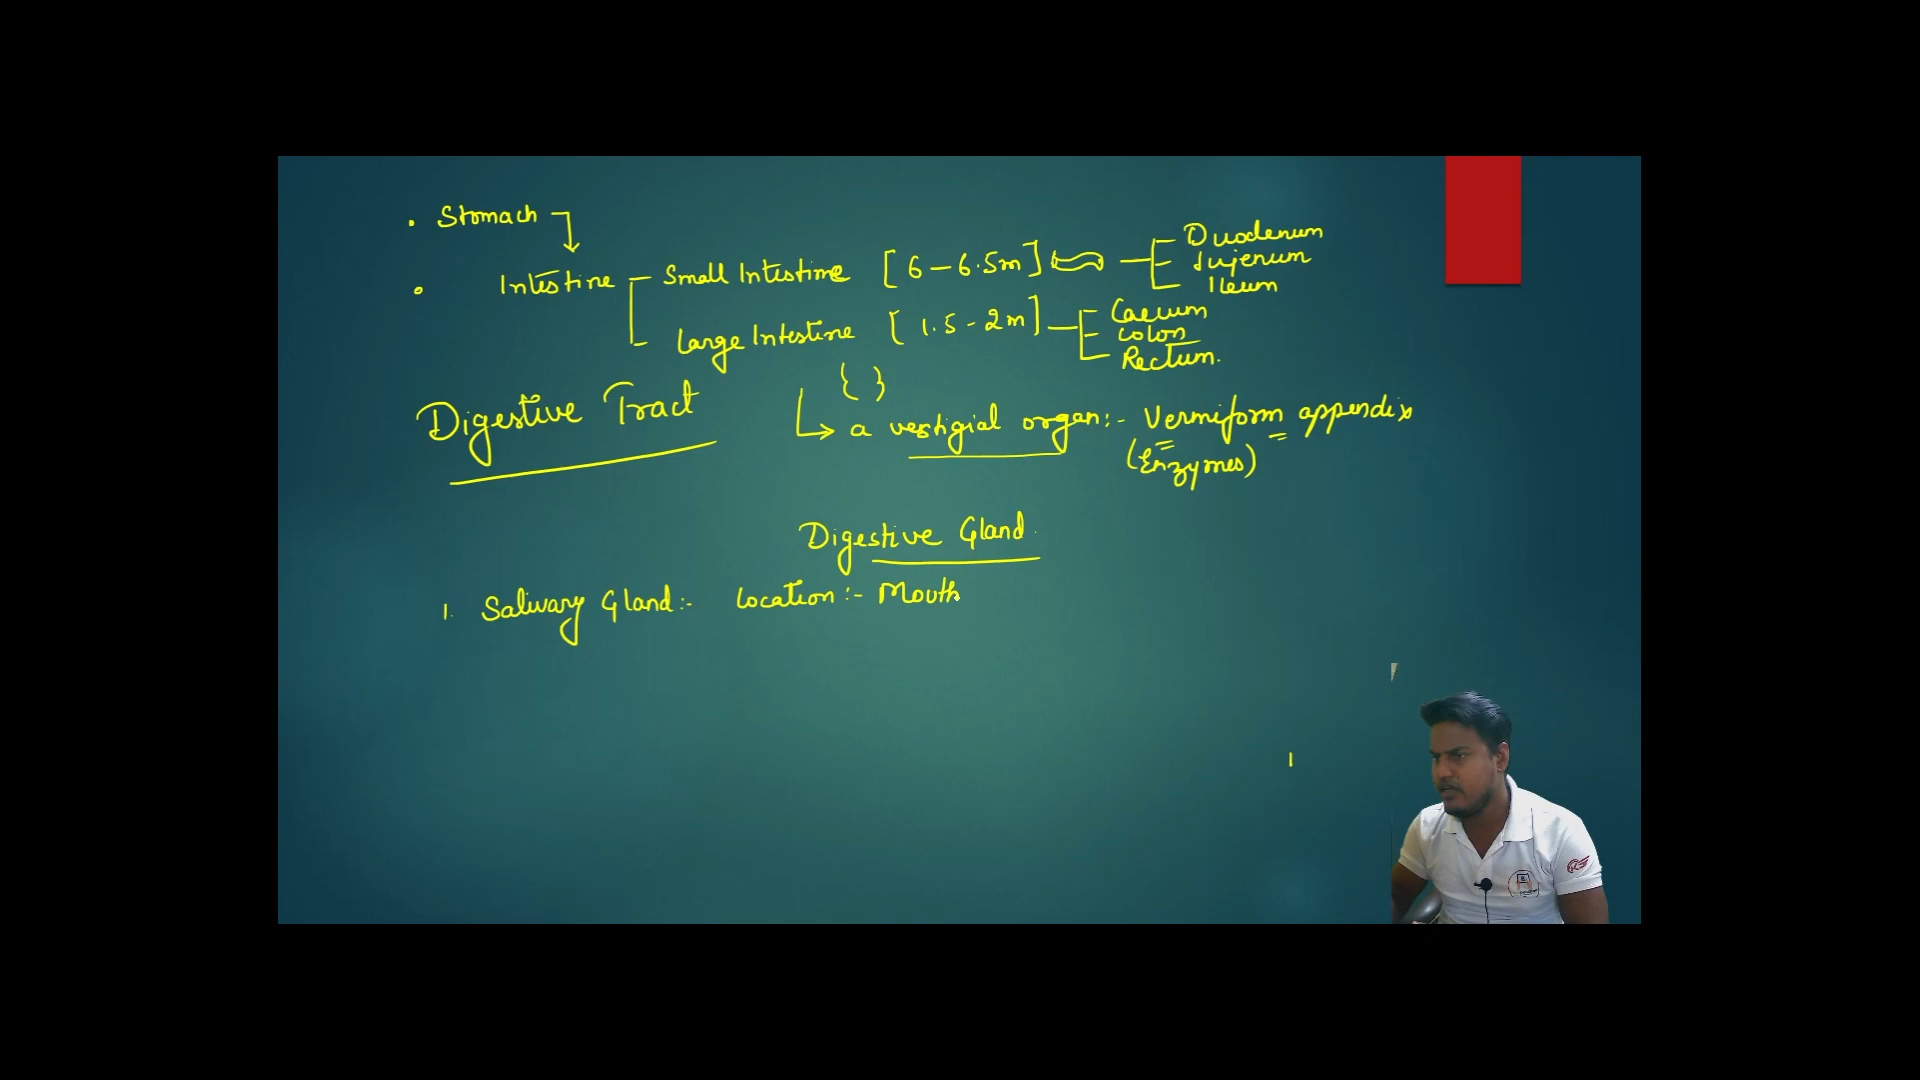 • Stomach
• Intestine
Small Intestine [6 – 6.5m]
Duodenum
Jujenum
Ileum
Large Intestine [1.5 - 2m]
Caecum
Colon
Rectum.
{ }
Digestive Tract
a vestigial organ:- Vermiform appendix
(Enzymes)
Digestive Gland.
1. Salivary Gland:- Location:- Mouth